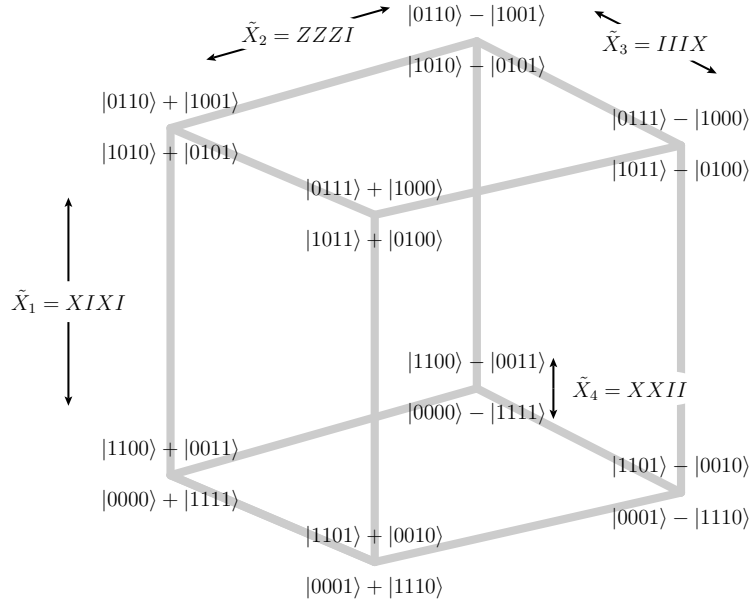 |0110⟩ − |1001⟩
X̃₂ = ZZZI
X̃₃ = IIIX
|1010⟩ − |0101⟩
|0110⟩ + |1001⟩
|0111⟩ − |1000⟩
|1010⟩ + |0101⟩
|1011⟩ − |0100⟩
|0111⟩ + |1000⟩
|1011⟩ + |0100⟩
X̃₁ = XIXI
|1100⟩ − |0011⟩
X̃₄ = XXII
|0000⟩ − |1111⟩
|1100⟩ + |0011⟩
|1101⟩ − |0010⟩
|0000⟩ + |1111⟩
|0001⟩ − |1110⟩
|1101⟩ + |0010⟩
|0001⟩ + |1110⟩